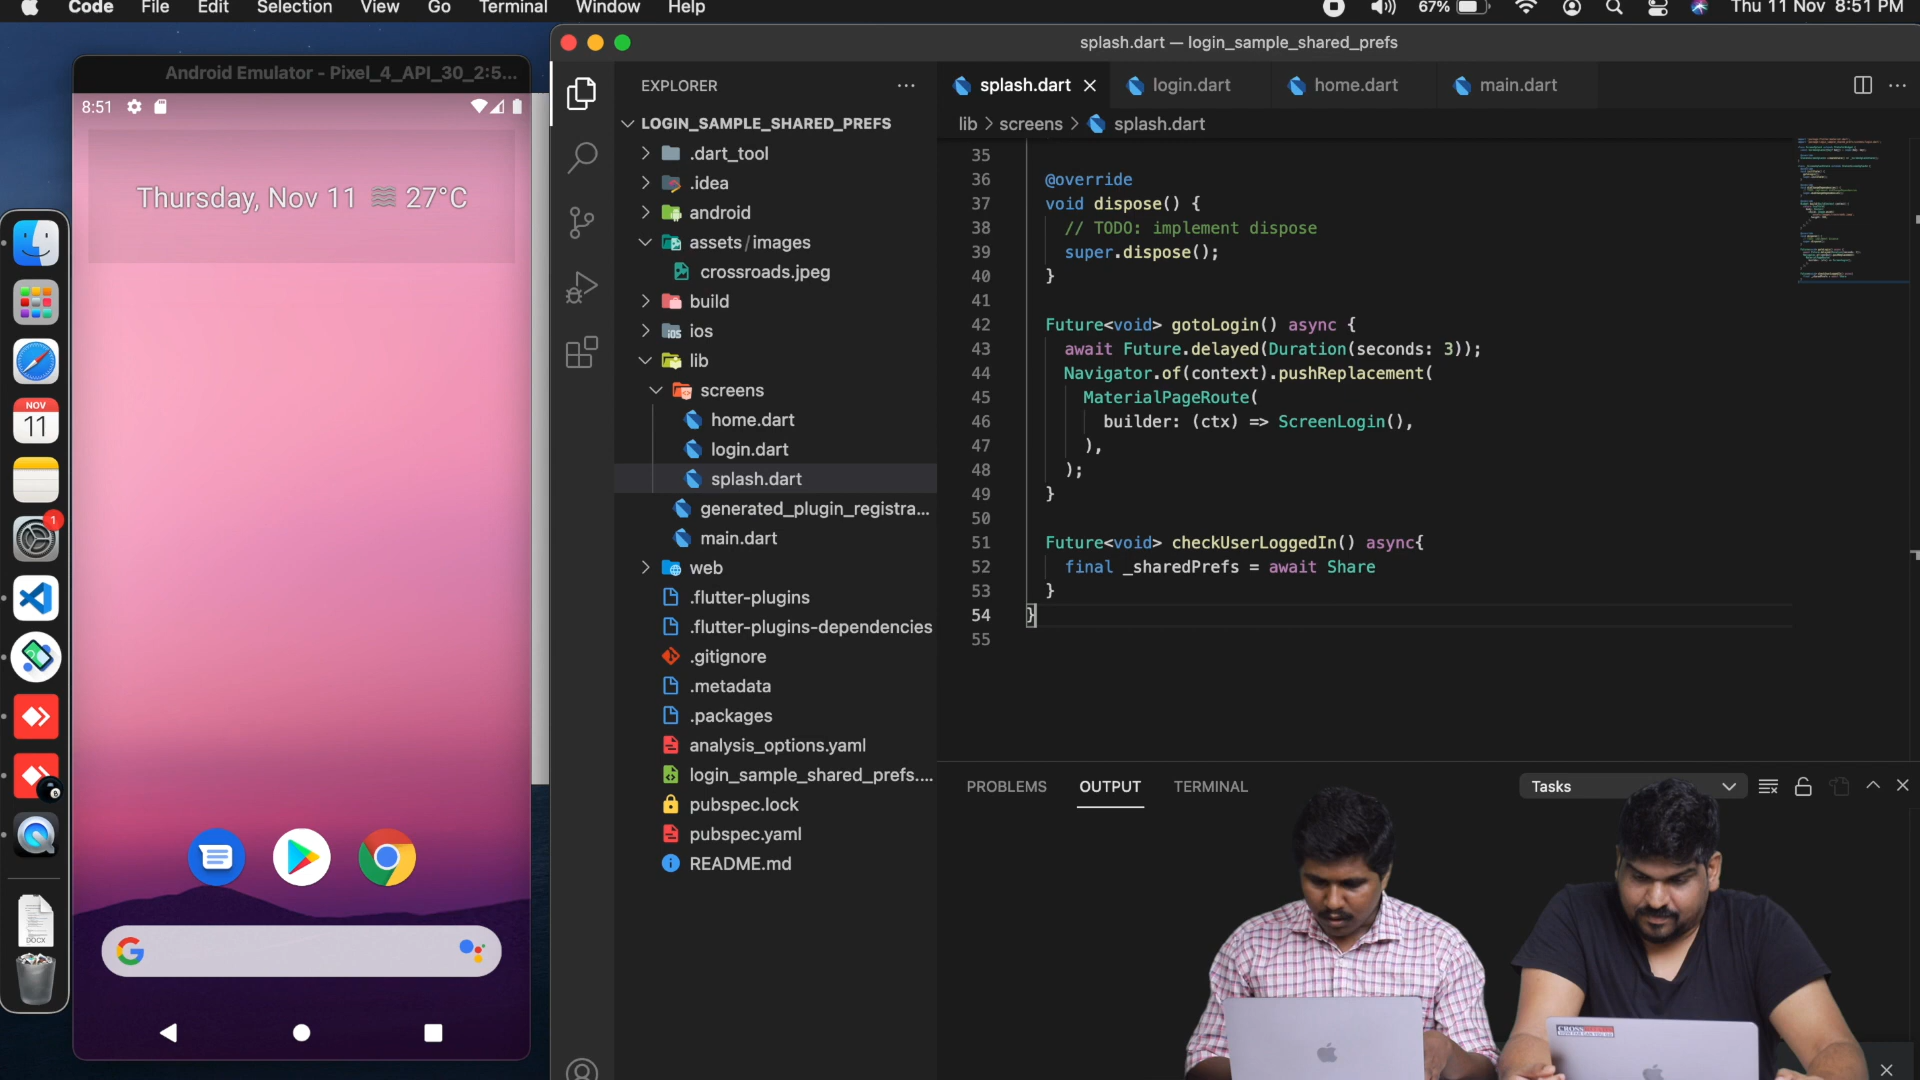 Code File Edit Selection View Go Terminal Window Help 67% Thu 11 Nov 8:51 PM
Android Emulator - Pixel_4_API_30_2:5...
8:51
Thursday, Nov 11 27°C
NOV
11
1
DOCX
splash.dart — login_sample_shared_prefs
EXPLORER
LOGIN_SAMPLE_SHARED_PREFS
.dart_tool
.idea
android
assets/images
crossroads.jpeg
build
ios
lib
screens
home.dart
login.dart
splash.dart
generated_plugin_registra...
main.dart
web
.flutter-plugins
.flutter-plugins-dependencies
.gitignore
.metadata
.packages
analysis_options.yaml
login_sample_shared_prefs....
pubspec.lock
pubspec.yaml
README.md
splash.dart login.dart home.dart main.dart
lib > screens > splash.dart
35
36 @override
37 void dispose() {
38 // TODO: implement dispose
39 super.dispose();
40 }
41
42 Future<void> gotoLogin() async {
43 await Future.delayed(Duration(seconds: 3));
44 Navigator.of(context).pushReplacement(
45 MaterialPageRoute(
46 builder: (ctx) => ScreenLogin(),
47 ),
48 );
49 }
50
51 Future<void> checkUserLoggedIn() async{
52 final _sharedPrefs = await Share
53 }
54 }
55
PROBLEMS OUTPUT TERMINAL Tasks